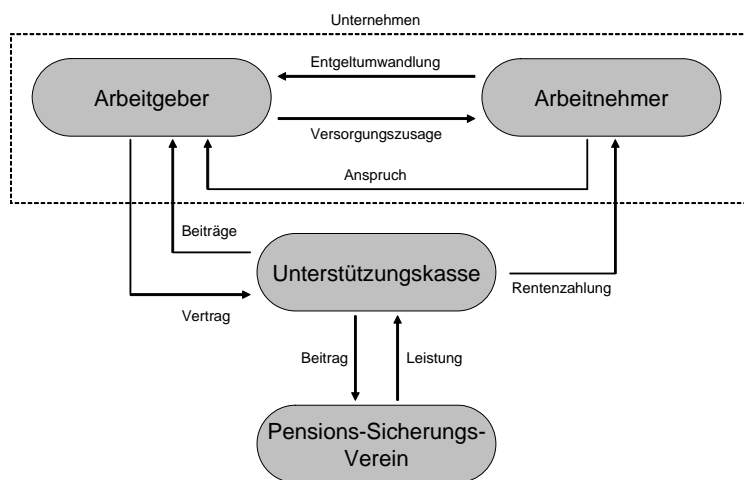 Unternehmen
Entgeltumwandlung
Arbeitgeber
Arbeitnehmer
Versorgungszusage
Anspruch
Beiträge
Unterstützungskasse
Rentenzahlung
Vertrag
Beitrag
Leistung
Pensions-Sicherungs-
Verein